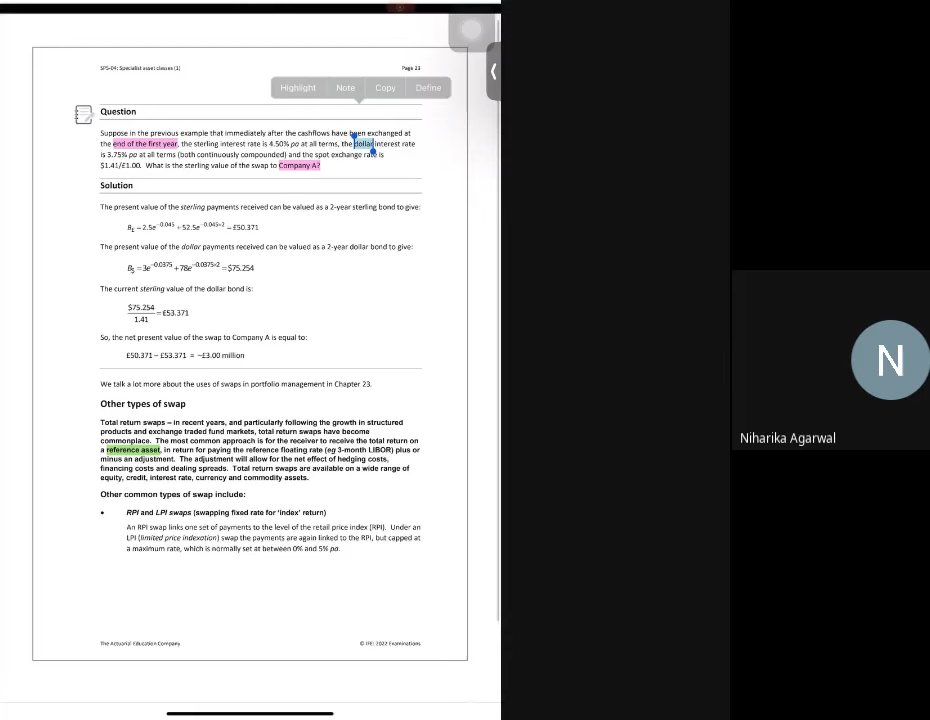 SP5-04: Specialist asset classes (1) Page 23
Highlight Note Copy Define
Question
Suppose in the previous example that immediately after the cashflows have been exchanged at
the end of the first year, the sterling interest rate is 4.50% pa at all terms, the dollar interest rate
is 3.75% pa at all terms (both continuously compounded) and the spot exchange rate is
$1.41/£1.00. What is the sterling value of the swap to Company A?
Solution
The present value of the sterling payments received can be valued as a 2-year sterling bond to give:
B£ = 2.5e^−0.045 + 52.5e^−0.045×2 = £50.371
The present value of the dollar payments received can be valued as a 2-year dollar bond to give:
B$ = 3e^−0.0375 + 78e^−0.0375×2 = $75.254
The current sterling value of the dollar bond is:
$75.254
1.41 = £53.371
So, the net present value of the swap to Company A is equal to:
£50.371 − £53.371 = −£3.00 million
We talk a lot more about the uses of swaps in portfolio management in Chapter 23.
Other types of swap
Total return swaps – in recent years, and particularly following the growth in structured
products and exchange traded fund markets, total return swaps have become
commonplace. The most common approach is for the receiver to receive the total return on
a reference asset, in return for paying the reference floating rate (eg 3-month LIBOR) plus or
minus an adjustment. The adjustment will allow for the net effect of hedging costs,
financing costs and dealing spreads. Total return swaps are available on a wide range of
equity, credit, interest rate, currency and commodity assets.
Other common types of swap include:
• RPI and LPI swaps (swapping fixed rate for 'index' return)
An RPI swap links one set of payments to the level of the retail price index (RPI). Under an
LPI (limited price indexation) swap the payments are again linked to the RPI, but capped at
a maximum rate, which is normally set at between 0% and 5% pa.
The Actuarial Education Company © IFE: 2022 Examinations
N
Niharika Agarwal